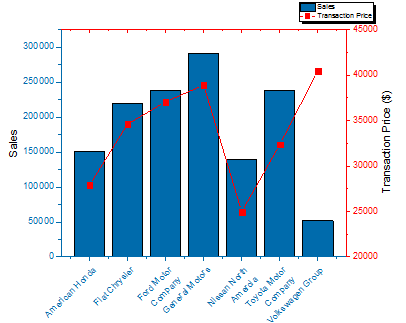 Sales
Transaction Price
300000
250000
200000
150000
100000
50000
0
Sales
45000
40000
35000
30000
25000
20000
Transaction Price ($)
American Honda
Fiat Chrysler
Ford Motor
Company
General Motors
Nissan North
America
Toyota Motor
Company
Volkswagen Group